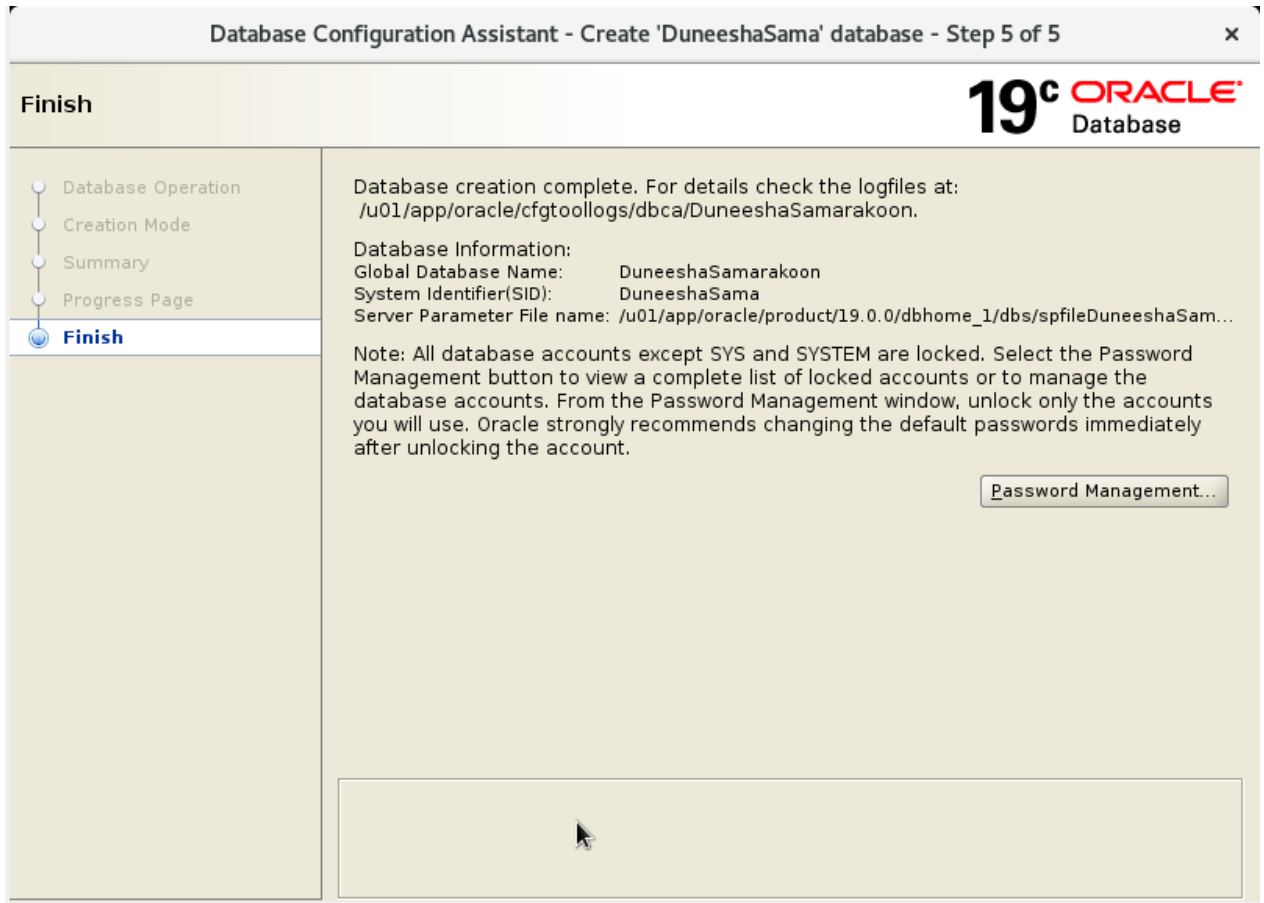 Database Configuration Assistant - Create 'DuneeshaSama' database - Step 5 of 5
Finish
19c ORACLE
Database
Database Operation
Creation Mode
Summary
Progress Page
Finish
Database creation complete. For details check the logfiles at:
/u01/app/oracle/cfgtoollogs/dbca/DuneeshaSamarakoon.
Database Information:
Global Database Name: DuneeshaSamarakoon
System Identifier(SID): DuneeshaSama
Server Parameter File name: /u01/app/oracle/product/19.0.0/dbhome_1/dbs/spfileDuneeshaSam...
Note: All database accounts except SYS and SYSTEM are locked. Select the Password
Management button to view a complete list of locked accounts or to manage the
database accounts. From the Password Management window, unlock only the accounts
you will use. Oracle strongly recommends changing the default passwords immediately
after unlocking the account.
Password Management...